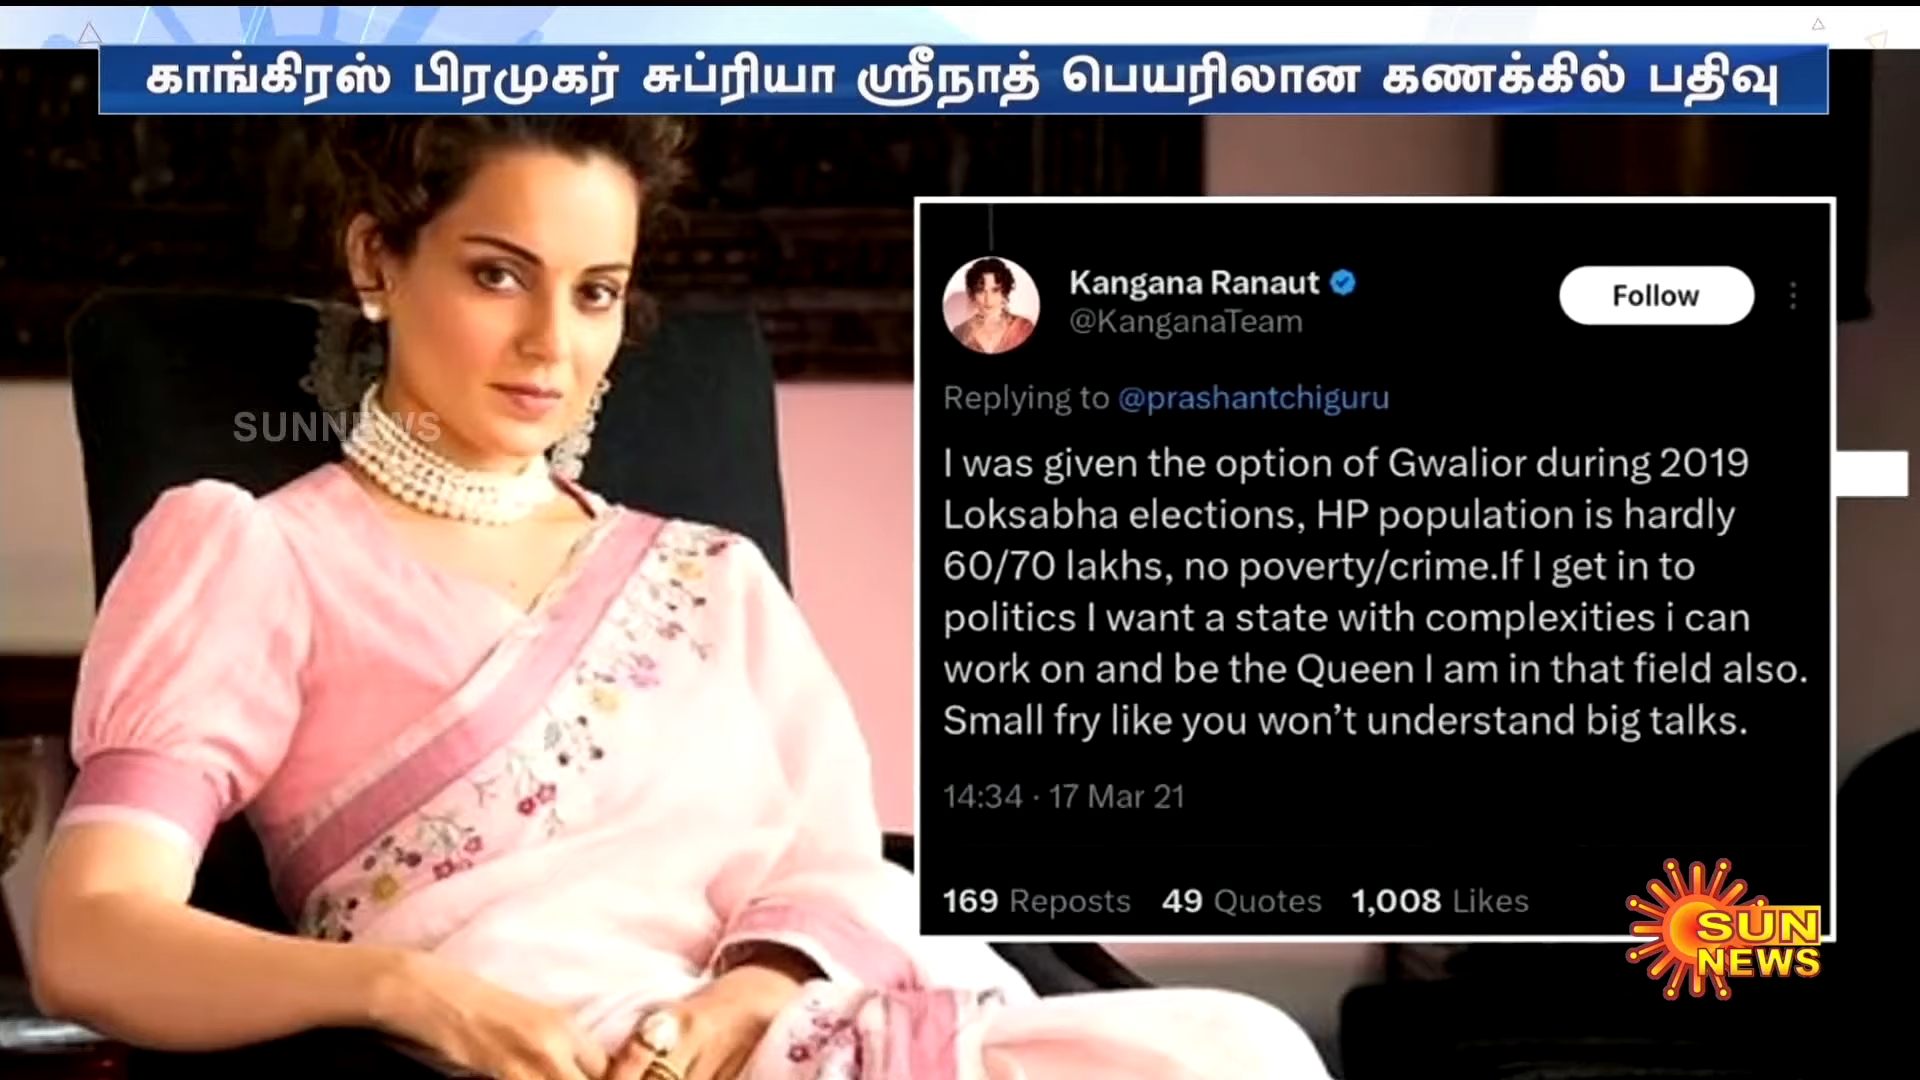 காங்கிரஸ் பிரமுகர் சுப்ரியா ஸ்ரீநாத் பெயரிலான கணக்கில் பதிவு
SUNNEWS
Kangana Ranaut
@KanganaTeam
Follow
Replying to @prashantchiguru
I was given the option of Gwalior during 2019
Loksabha elections, HP population is hardly
60/70 lakhs, no poverty/crime.If I get in to
politics I want a state with complexities i can
work on and be the Queen I am in that field also.
Small fry like you won't understand big talks.
14:34 · 17 Mar 21
169 Reposts 49 Quotes 1,008 Likes
SUN
NEWS